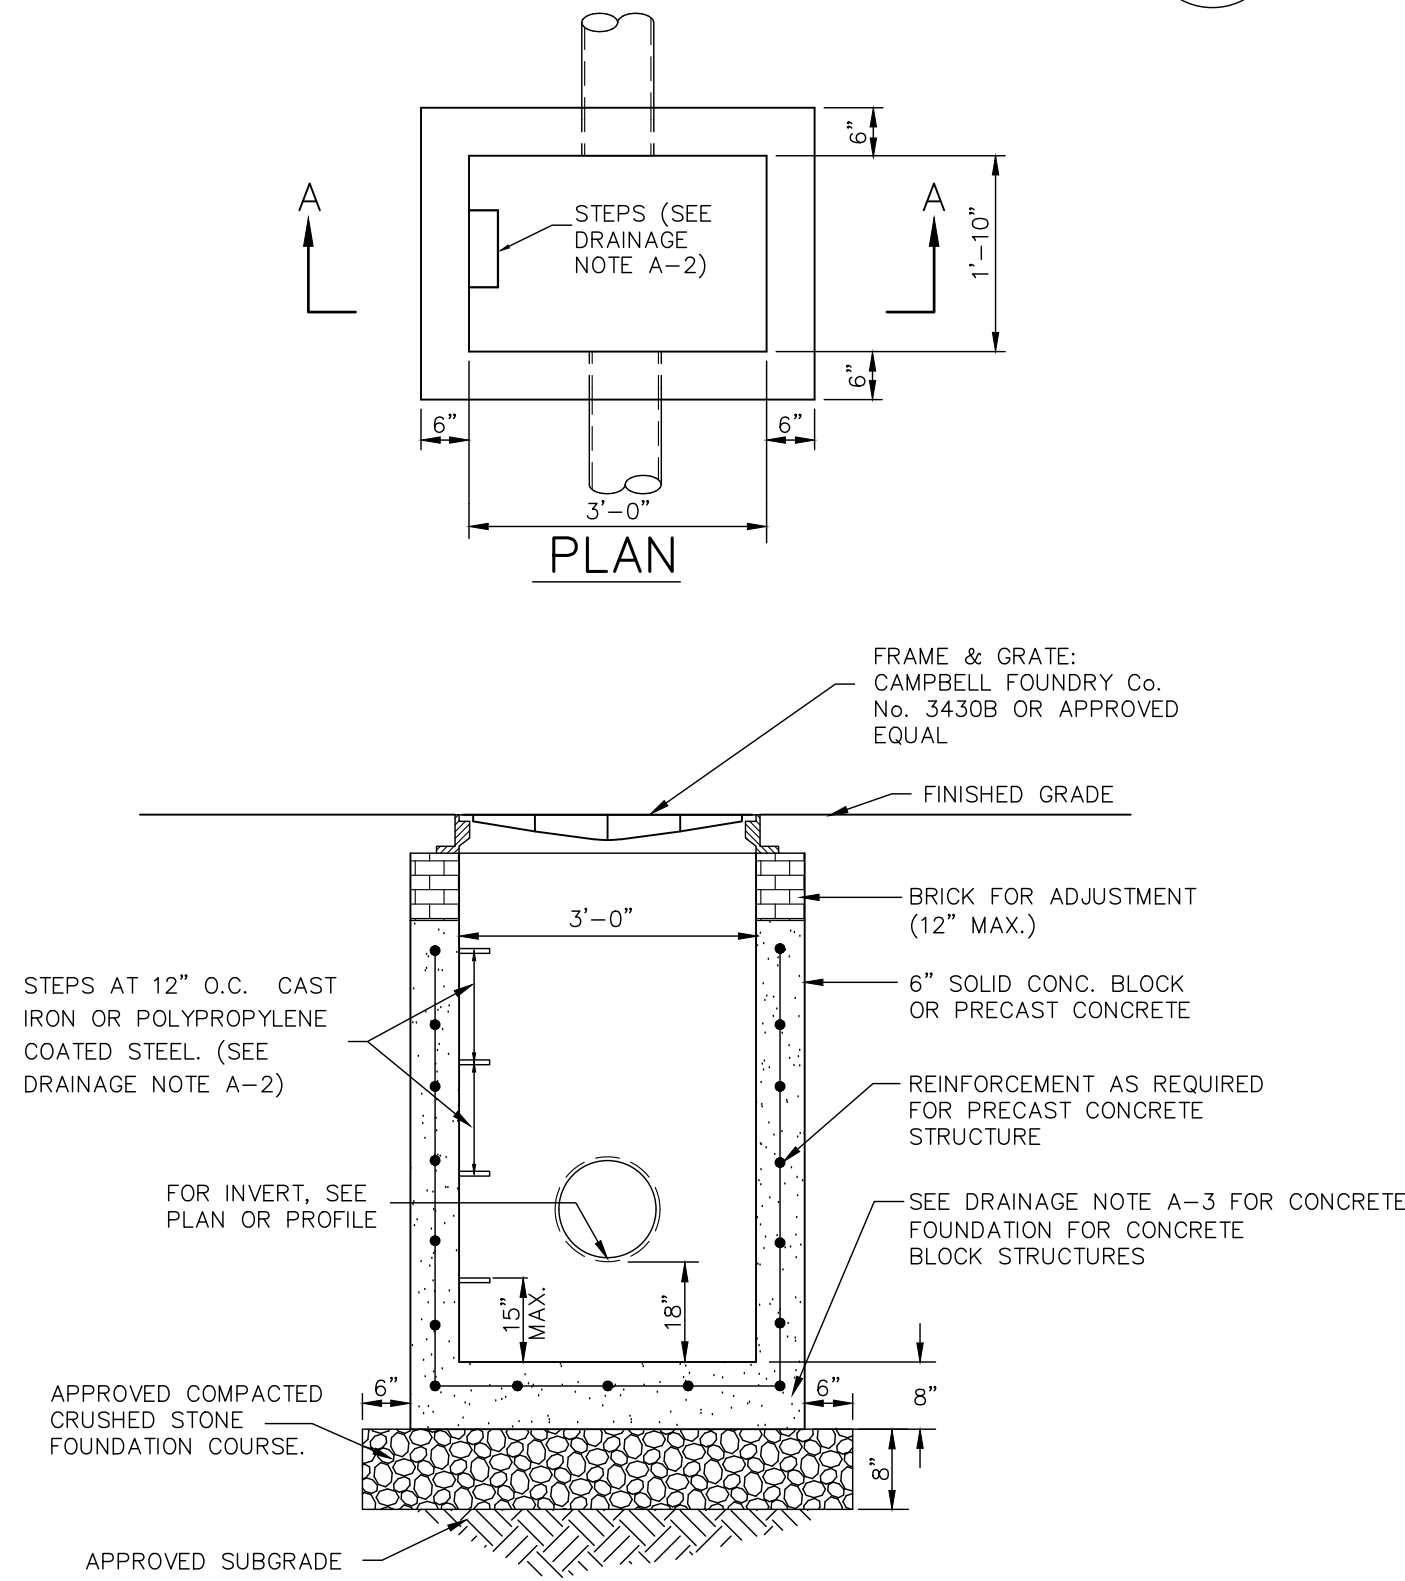 6”
A
A
STEPS (SEE
DRAINAGE
NOTE A–2)
1’–10”
6”
6”
6”
3’–0”
PLAN
FRAME & GRATE:
CAMPBELL FOUNDRY Co.
No. 3430B OR APPROVED
EQUAL
FINISHED GRADE
BRICK FOR ADJUSTMENT
(12” MAX.)
3’–0”
STEPS AT 12” O.C. CAST
IRON OR POLYPROPYLENE
COATED STEEL. (SEE
DRAINAGE NOTE A–2)
6” SOLID CONC. BLOCK
OR PRECAST CONCRETE
REINFORCEMENT AS REQUIRED
FOR PRECAST CONCRETE
STRUCTURE
FOR INVERT, SEE
PLAN OR PROFILE
SEE DRAINAGE NOTE A–3 FOR CONCRETE
FOUNDATION FOR CONCRETE
BLOCK STRUCTURES
15”
MAX.
18”
APPROVED COMPACTED
CRUSHED STONE
FOUNDATION COURSE.
6”
6”
8”
8”
APPROVED SUBGRADE